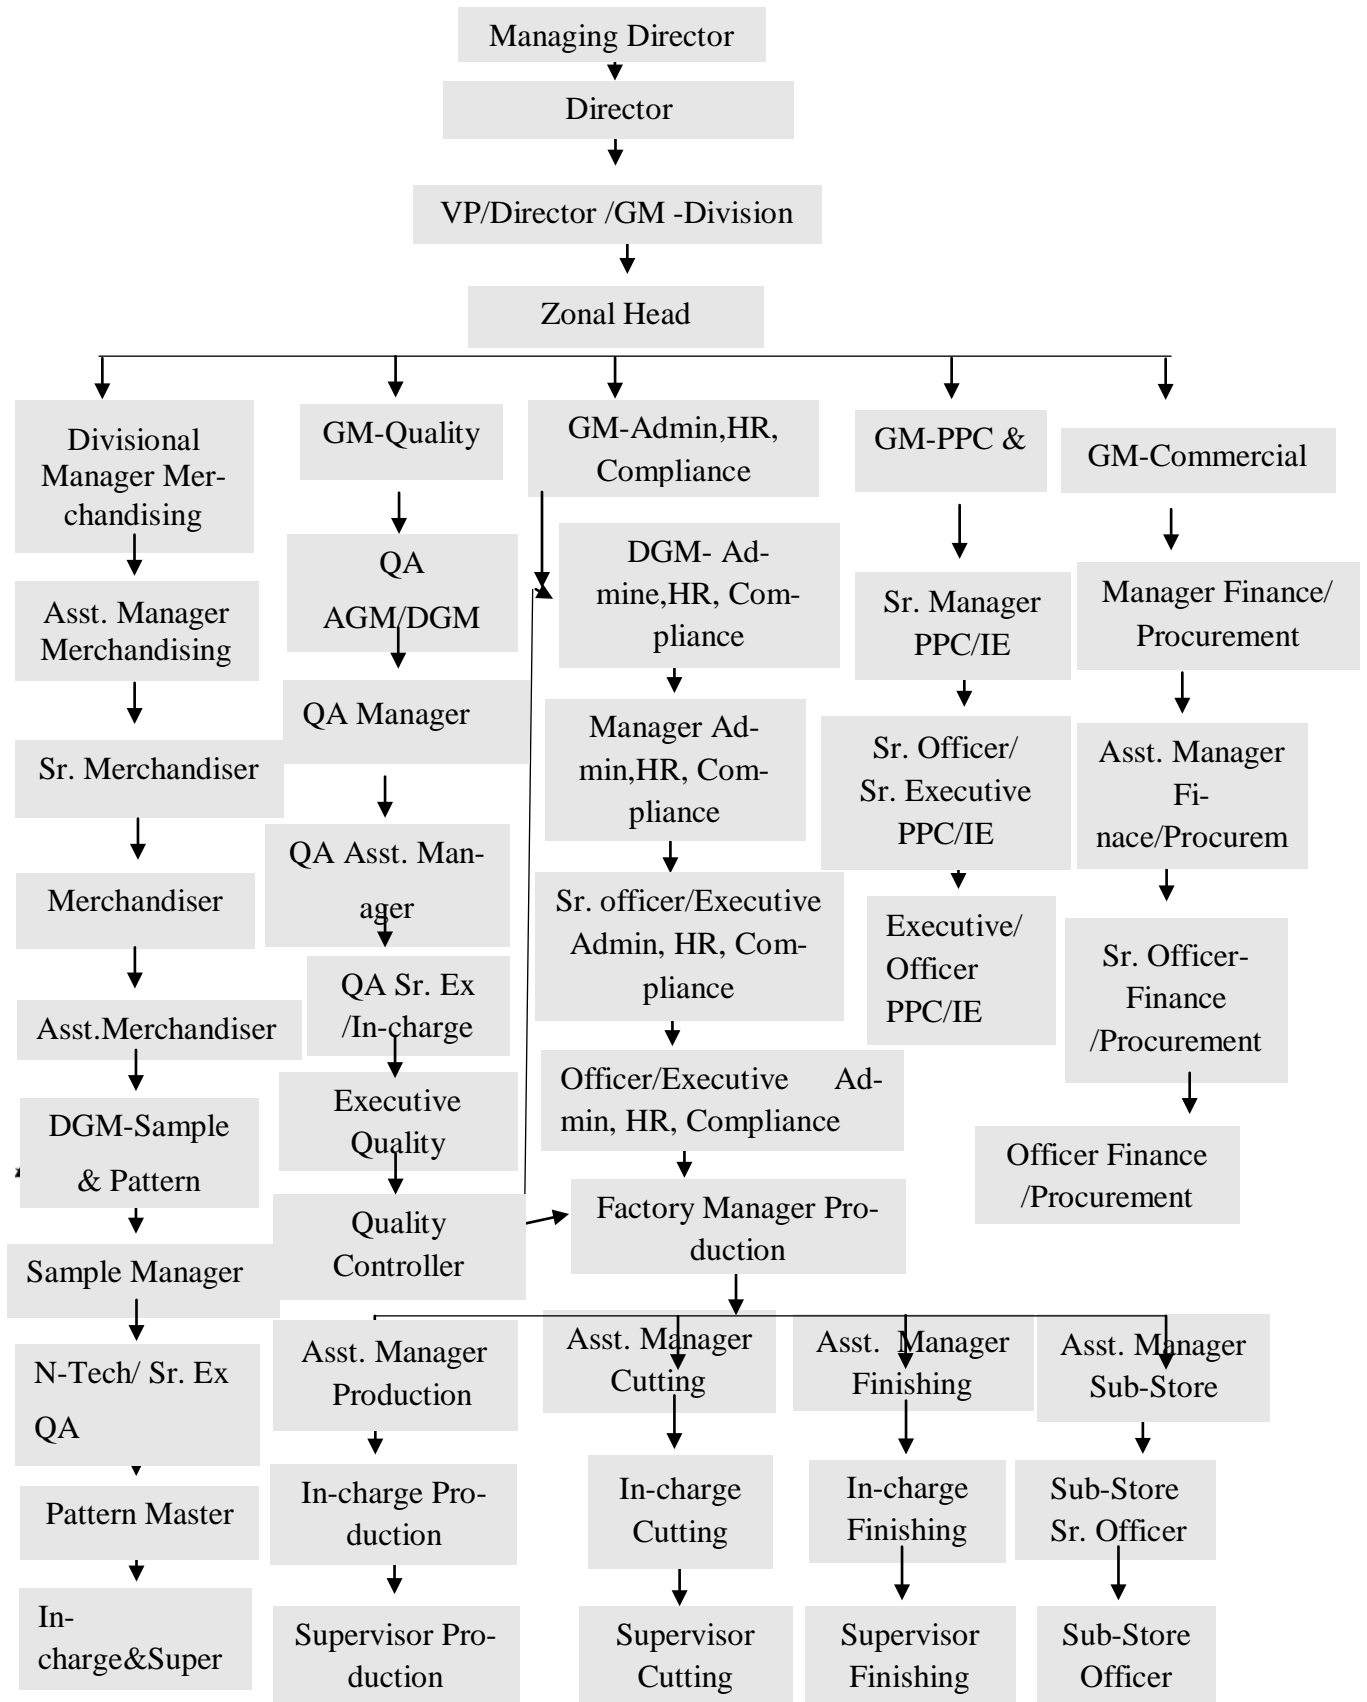 Managing Director
Director
VP/Director /GM -Division
Zonal Head
Divisional
Manager Mer-
chandising
GM-Quality
GM-Admin,HR,
Compliance
GM-PPC &
GM-Commercial
Asst. Manager
Merchandising
QA
AGM/DGM
DGM- Ad-
mine,HR, Com-
pliance
Sr. Manager
PPC/IE
Manager Finance/
Procurement
Sr. Merchandiser
QA Manager
Manager Ad-
min,HR, Com-
pliance
Sr. Officer/
Sr. Executive
PPC/IE
Asst. Manager
Fi-
nace/Procurem
Merchandiser
QA Asst. Man-
ager
Sr. officer/Executive
Admin, HR, Com-
pliance
Executive/
Officer
PPC/IE
Sr. Officer-
Finance
/Procurement
Asst.Merchandiser
QA Sr. Ex
/In-charge
Officer/Executive Ad-
min, HR, Compliance
Officer Finance
/Procurement
DGM-Sample
& Pattern
Executive
Quality
Sample Manager
Quality
Controller
Factory Manager Pro-
duction
N-Tech/ Sr. Ex
QA
Asst. Manager
Production
Asst. Manager
Cutting
Asst. Manager
Finishing
Asst. Manager
Sub-Store
Pattern Master
In-charge Pro-
duction
In-charge
Cutting
In-charge
Finishing
Sub-Store
Sr. Officer
In-
charge&Super
Supervisor Pro-
duction
Supervisor
Cutting
Supervisor
Finishing
Sub-Store
Officer